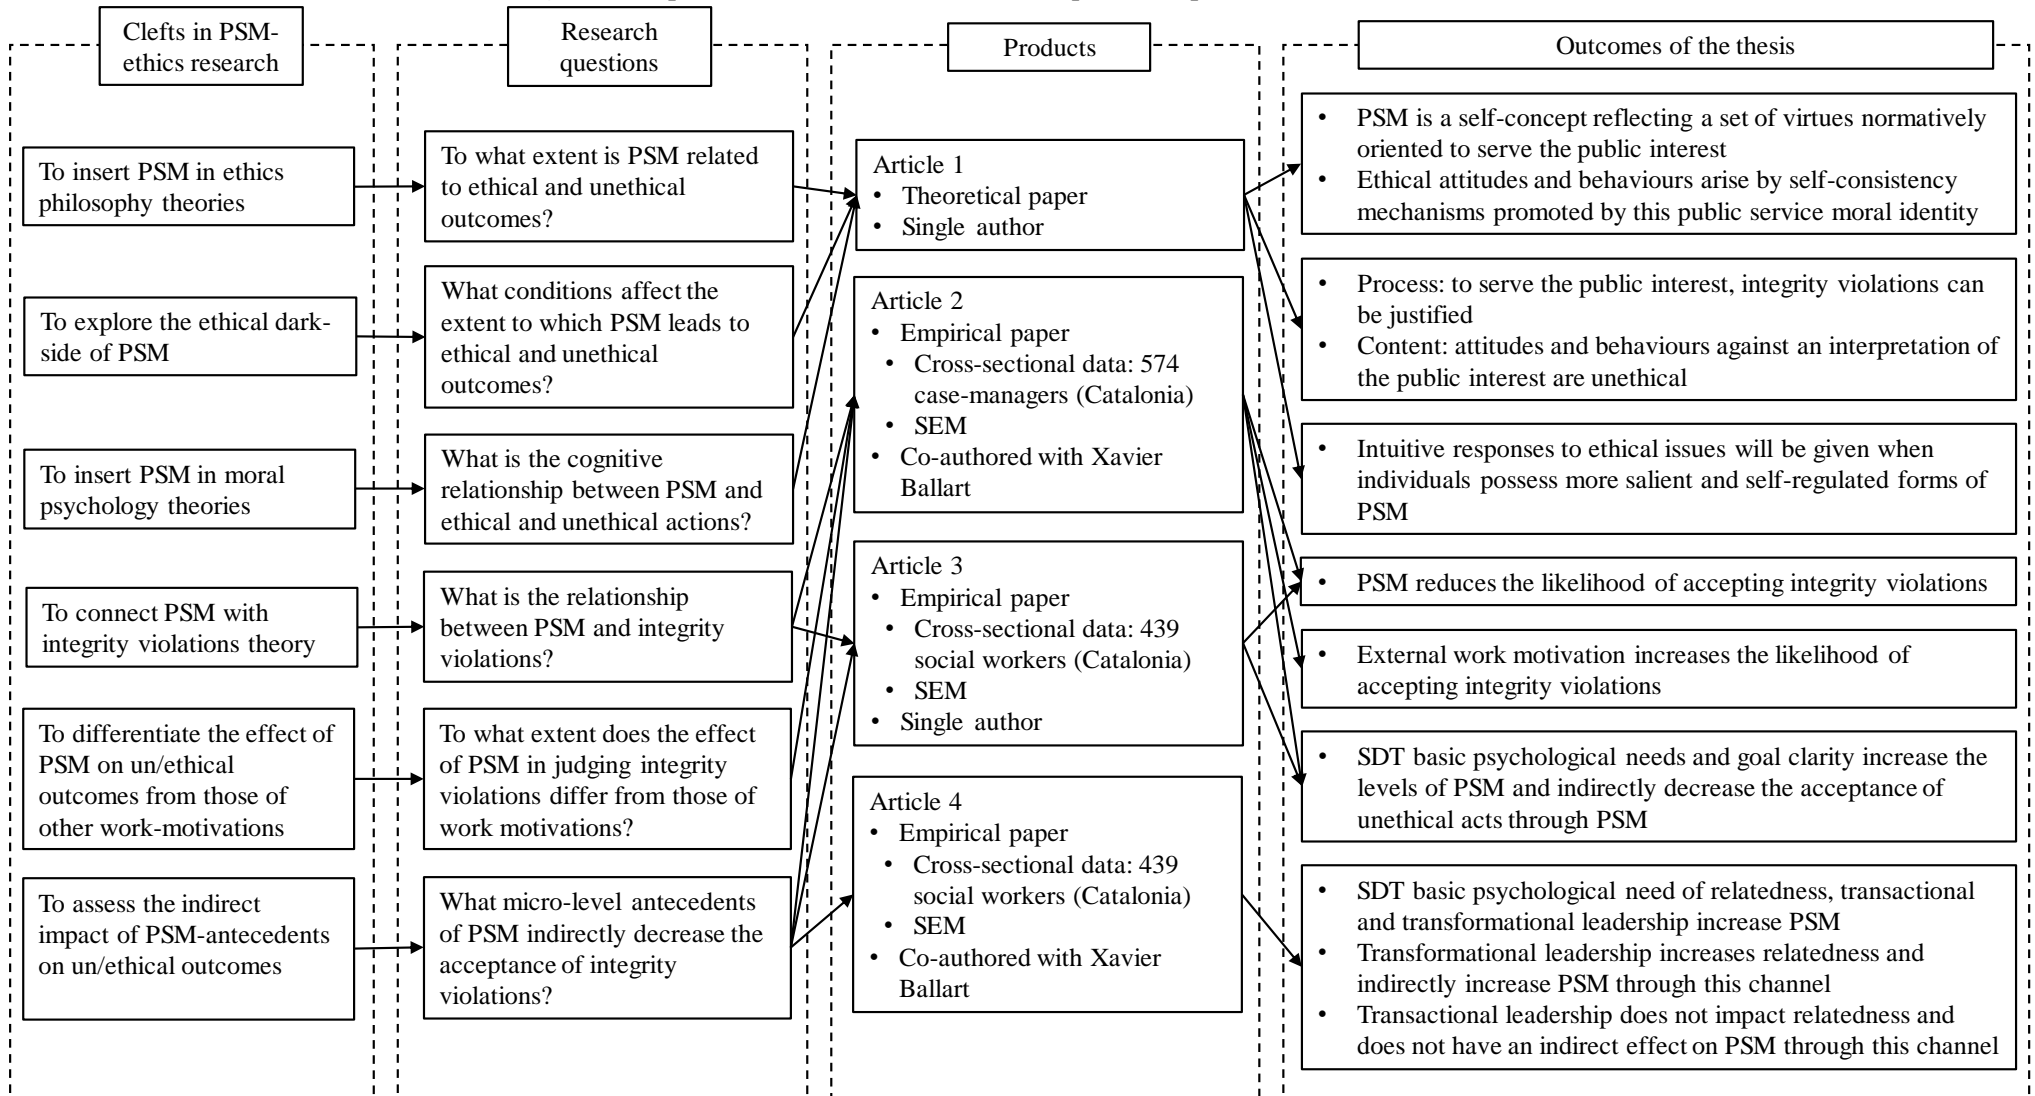 Clefts in PSM-
ethics research
To insert PSM in ethics
philosophy theories
To explore the ethical dark-
side of PSM
To insert PSM in moral
psychology theories
To connect PSM with
integrity violations theory
To differentiate the effect of
PSM on un/ethical
outcomes from those of
other work-motivations
To assess the indirect
impact of PSM-antecedents
on un/ethical outcomes
Research
questions
To what extent is PSM related
to ethical and unethical
outcomes?
What conditions affect the
extent to which PSM leads to
ethical and unethical
outcomes?
What is the cognitive
relationship between PSM and
ethical and unethical actions?
What is the relationship
between PSM and integrity
violations?
To what extent does the effect
of PSM in judging integrity
violations differ from those of
work motivations?
What micro-level antecedents
of PSM indirectly decrease the
acceptance of integrity
violations?
Products
Article 1
• Theoretical paper
• Single author
Article 2
• Empirical paper
• Cross-sectional data: 574
case-managers (Catalonia)
• SEM
• Co-authored with Xavier
Ballart
Article 3
• Empirical paper
• Cross-sectional data: 439
social workers (Catalonia)
• SEM
• Single author
Article 4
• Empirical paper
• Cross-sectional data: 439
social workers (Catalonia)
• SEM
• Co-authored with Xavier
Ballart
Outcomes of the thesis
• PSM is a self-concept reflecting a set of virtues normatively
oriented to serve the public interest
• Ethical attitudes and behaviours arise by self-consistency
mechanisms promoted by this public service moral identity
• Process: to serve the public interest, integrity violations can
be justified
• Content: attitudes and behaviours against an interpretation of
the public interest are unethical
• Intuitive responses to ethical issues will be given when
individuals possess more salient and self-regulated forms of
PSM
• PSM reduces the likelihood of accepting integrity violations
• External work motivation increases the likelihood of
accepting integrity violations
• SDT basic psychological needs and goal clarity increase the
levels of PSM and indirectly decrease the acceptance of
unethical acts through PSM
• SDT basic psychological need of relatedness, transactional
and transformational leadership increase PSM
• Transformational leadership increases relatedness and
indirectly increase PSM through this channel
• Transactional leadership does not impact relatedness and
does not have an indirect effect on PSM through this channel